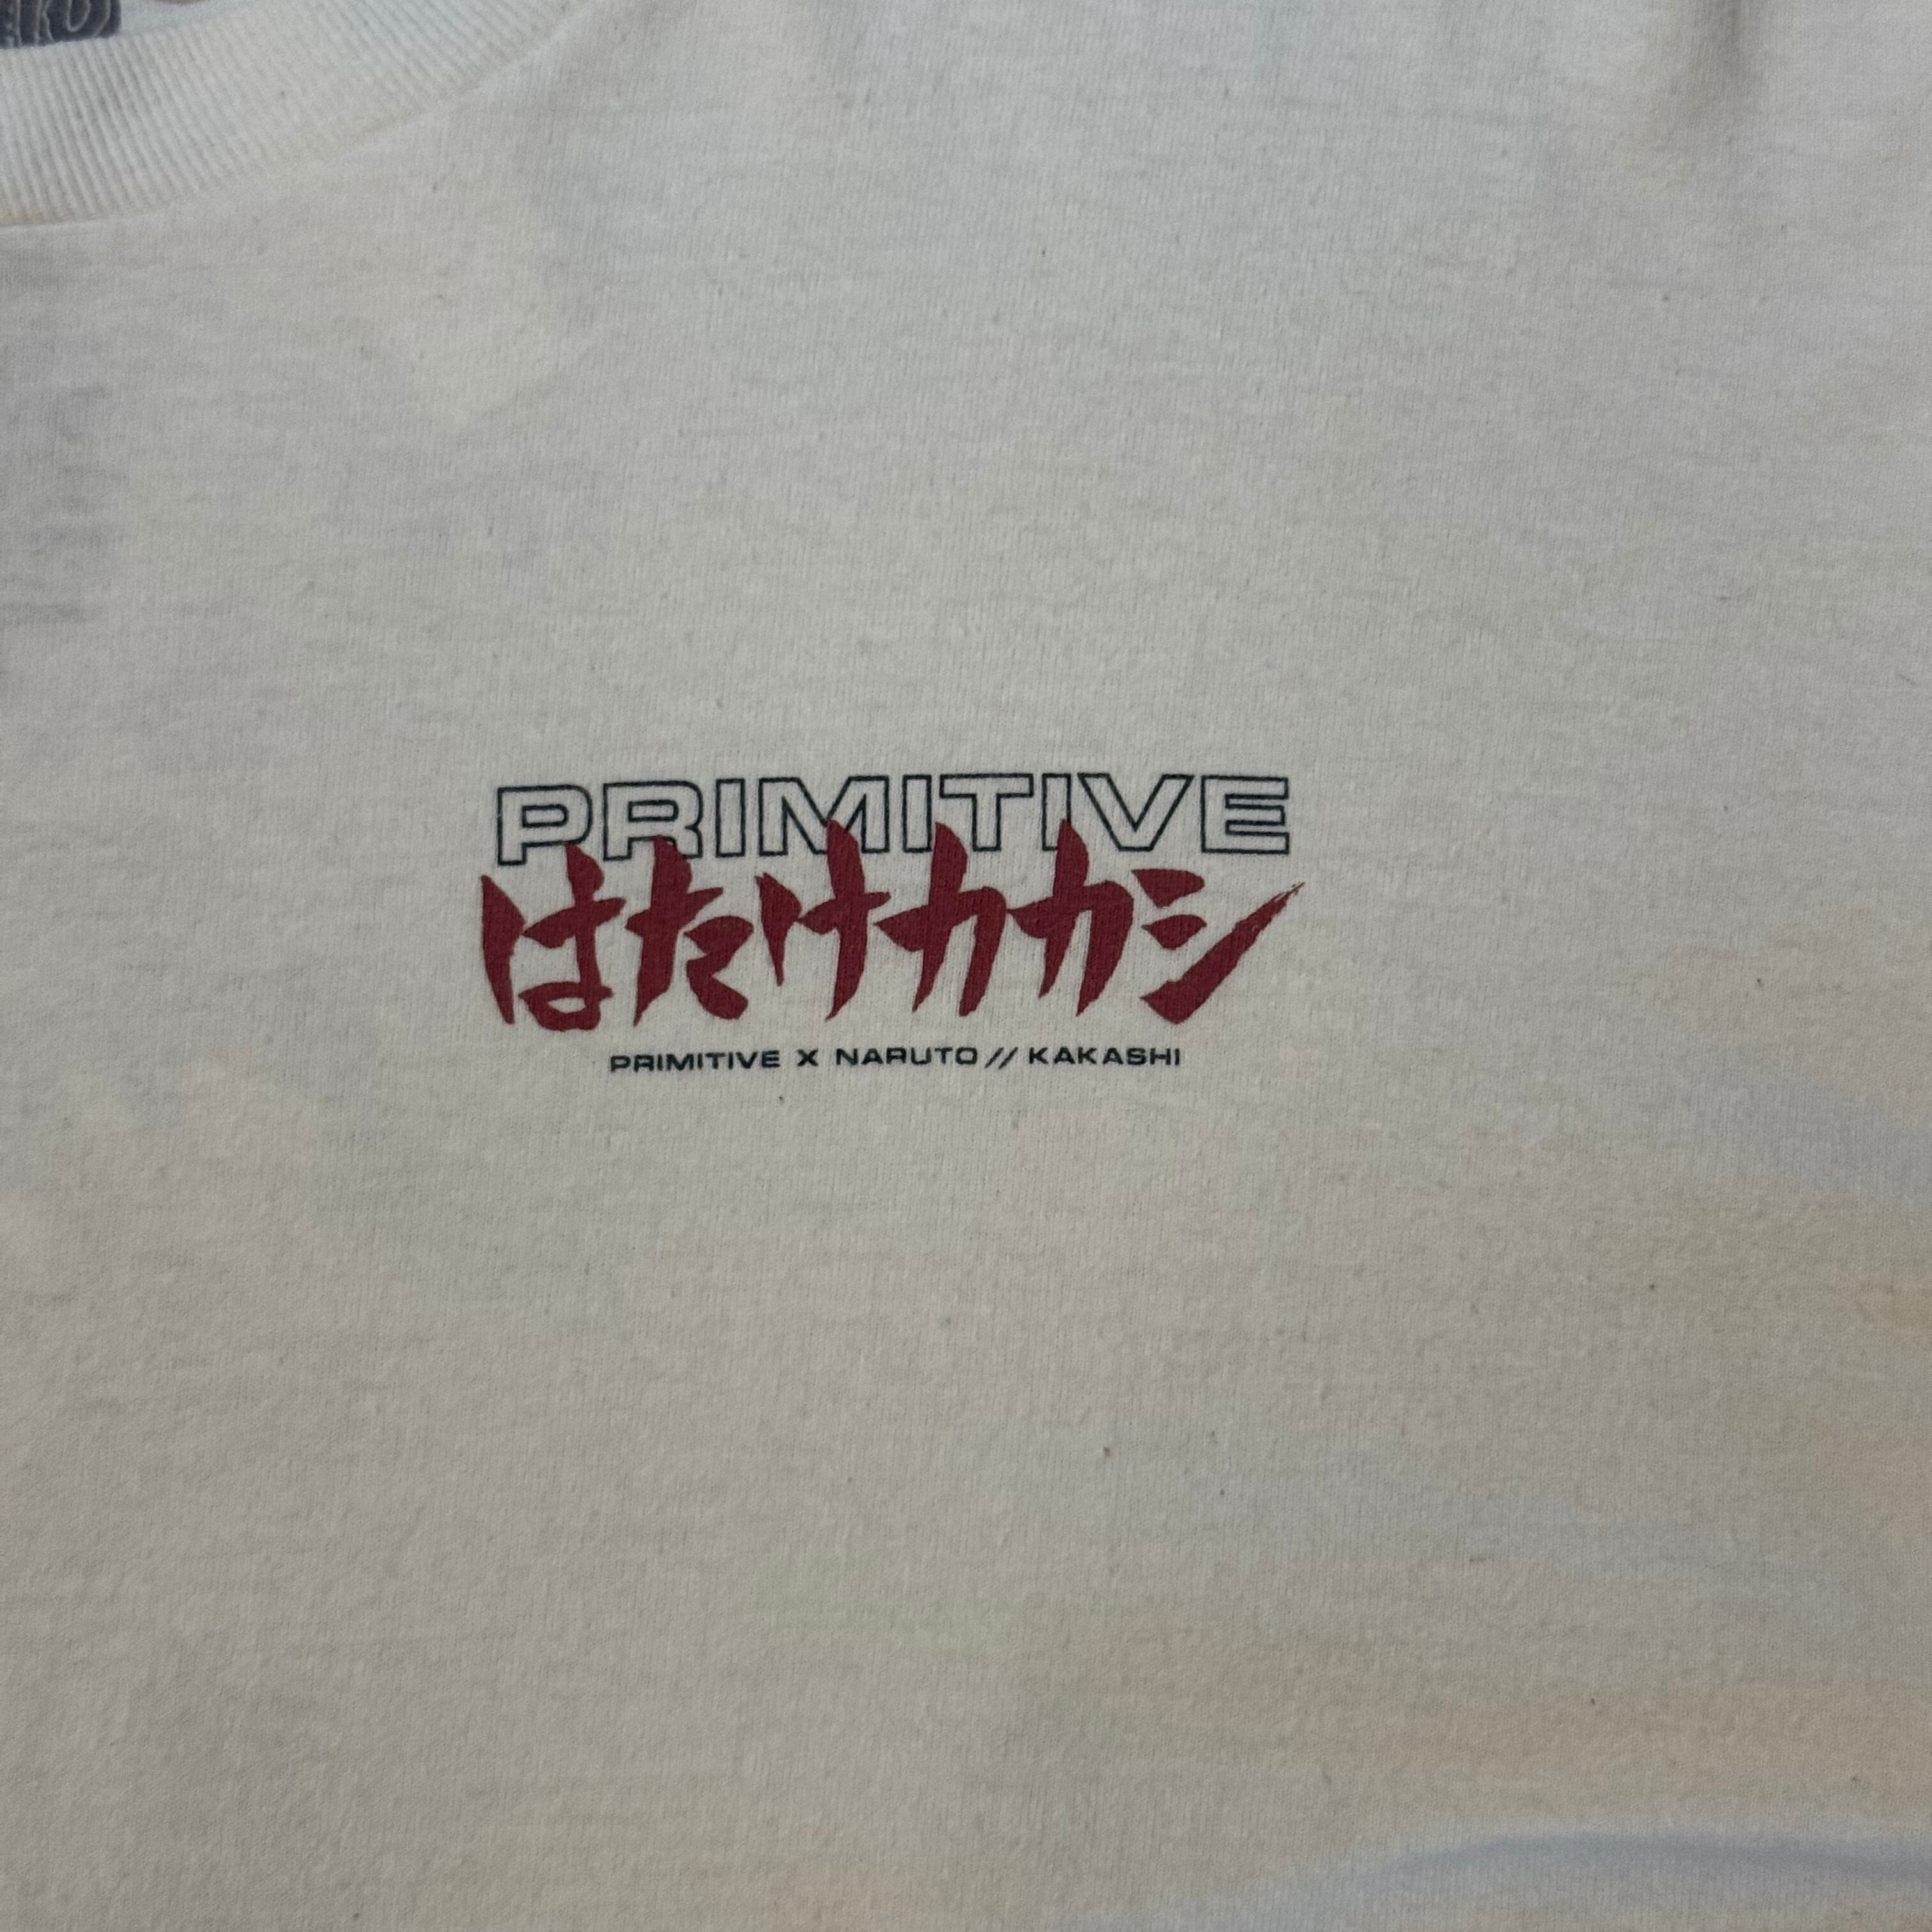 PRIMITIVE
はたけカカシ
PRIMITIVE X NARUTO // KAKASHI